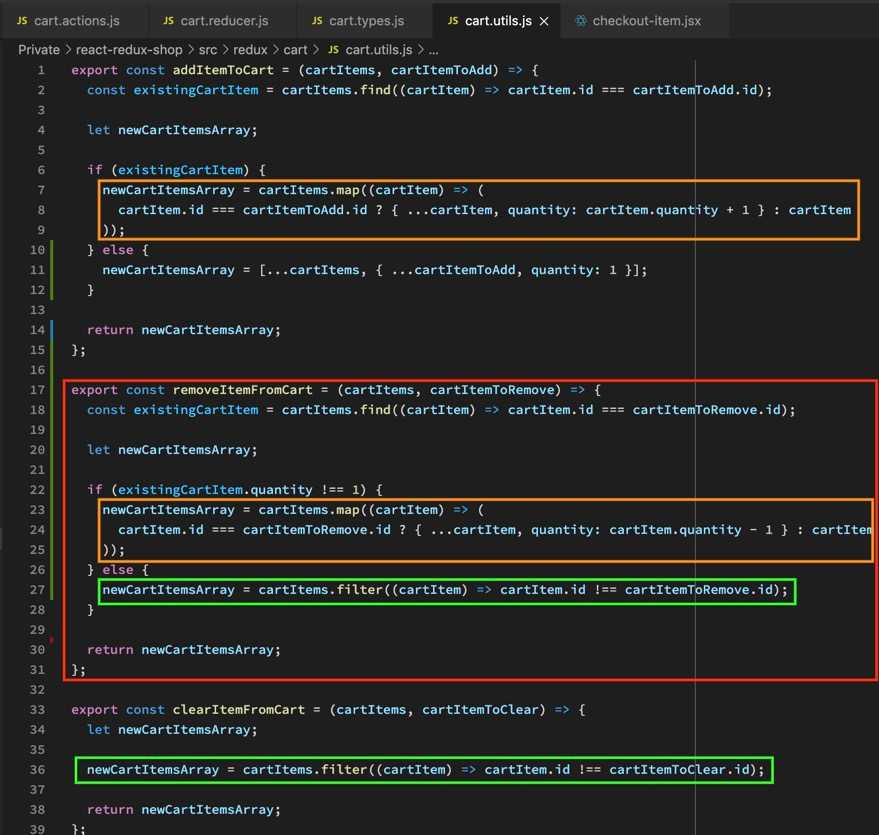 JS cart.actions.js JS cart.reducer.js JS cart.types.js JS cart.utils.js × checkout-item.jsx
Private > react-redux-shop > src > redux > cart > JS cart.utils.js > ...
1 export const addItemToCart = (cartItems, cartItemToAdd) => {
2 const existingCartItem = cartItems.find((cartItem) => cartItem.id === cartItemToAdd.id);
3
4 let newCartItemsArray;
5
6 if (existingCartItem) {
7 newCartItemsArray = cartItems.map((cartItem) => (
8 cartItem.id === cartItemToAdd.id ? { ...cartItem, quantity: cartItem.quantity + 1 } : cartItem
9 ));
10 } else {
11 newCartItemsArray = [...cartItems, { ...cartItemToAdd, quantity: 1 }];
12 }
13
14 return newCartItemsArray;
15 };
16
17 export const removeItemFromCart = (cartItems, cartItemToRemove) => {
18 const existingCartItem = cartItems.find((cartItem) => cartItem.id === cartItemToRemove.id);
19
20 let newCartItemsArray;
21
22 if (existingCartItem.quantity !== 1) {
23 newCartItemsArray = cartItems.map((cartItem) => (
24 cartItem.id === cartItemToRemove.id ? { ...cartItem, quantity: cartItem.quantity - 1 } : cartItem
25 ));
26 } else {
27 newCartItemsArray = cartItems.filter((cartItem) => cartItem.id !== cartItemToRemove.id);
28 }
29
30 return newCartItemsArray;
31 };
32
33 export const clearItemFromCart = (cartItems, cartItemToClear) => {
34 let newCartItemsArray;
35
36 newCartItemsArray = cartItems.filter((cartItem) => cartItem.id !== cartItemToClear.id);
37
38 return newCartItemsArray;
39 };